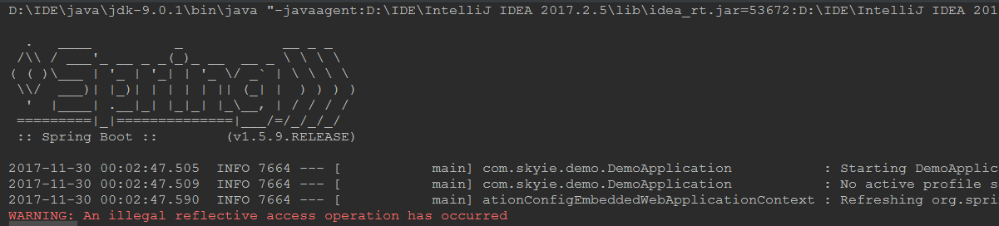 D:\IDE\java\jdk-9.0.1\bin\java "-javaagent:D:\IDE\IntelliJ IDEA 2017.2.5\lib\idea_rt.jar=53672:D:\IDE\IntelliJ IDEA 201
  .   ____          _            __ _ _
 /\\ / ___'_ __ _ _(_)_ __  __ _ \ \ \ \
( ( )\___ | '_ | '_| | '_ \/ _` | \ \ \ \
 \\/  ___)| |_)| | | | | || (_| |  ) ) ) )
  '  |____| .__|_| |_|_| |_\__, | / / / /
 =========|_|==============|___/=/_/_/_/
 :: Spring Boot ::        (v1.5.9.RELEASE)
2017-11-30 00:02:47.505  INFO 7664 --- [           main] com.skyie.demo.DemoApplication           : Starting DemoApplic
2017-11-30 00:02:47.509  INFO 7664 --- [           main] com.skyie.demo.DemoApplication           : No active profile s
2017-11-30 00:02:47.590  INFO 7664 --- [           main] ationConfigEmbeddedWebApplicationContext : Refreshing org.spri
WARNING: An illegal reflective access operation has occurred